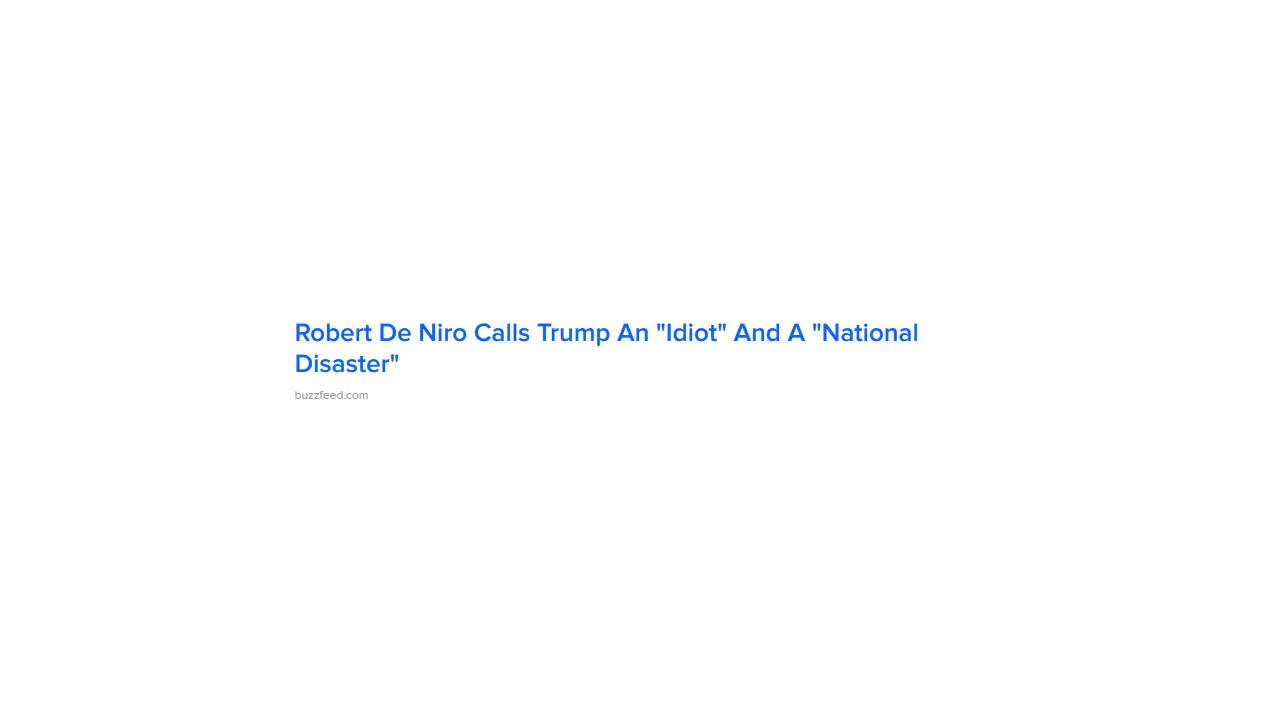 Robert De Niro Calls Trump An "Idiot" And A "National
Disaster"
buzzfeed.com